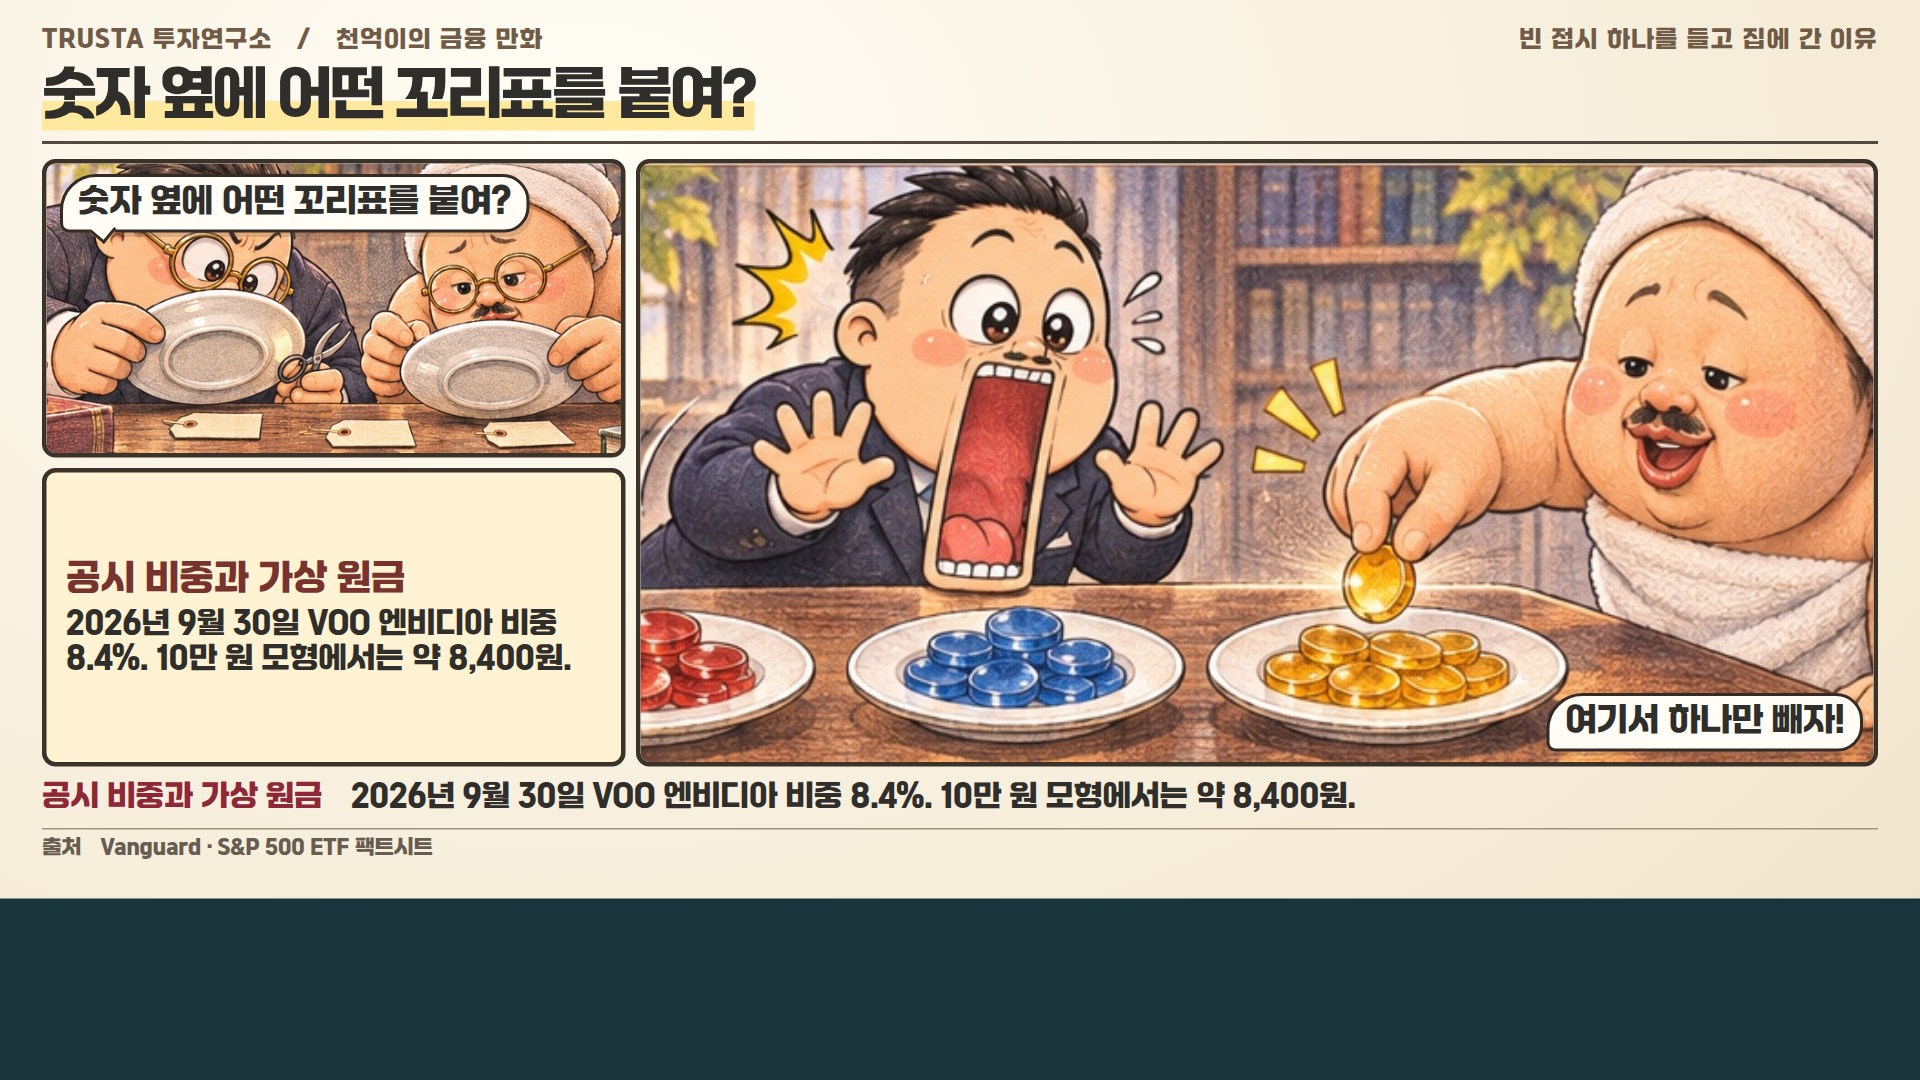 TRUSTA 투자연구소 / 천억이의 금융 만화
빈 접시 하나를 들고 집에 간 이유
숫자 옆에 어떤 꼬리표를 붙여?
숫자 옆에 어떤 꼬리표를 붙여?
공시 비중과 가상 원금
2026년 9월 30일 VOO 엔비디아 비중
8.4%. 10만 원 모형에서는 약 8,400원.
여기서 하나만 빼자!
공시 비중과 가상 원금 2026년 9월 30일 VOO 엔비디아 비중 8.4%. 10만 원 모형에서는 약 8,400원.
출처 Vanguard · S&P 500 ETF 팩트시트